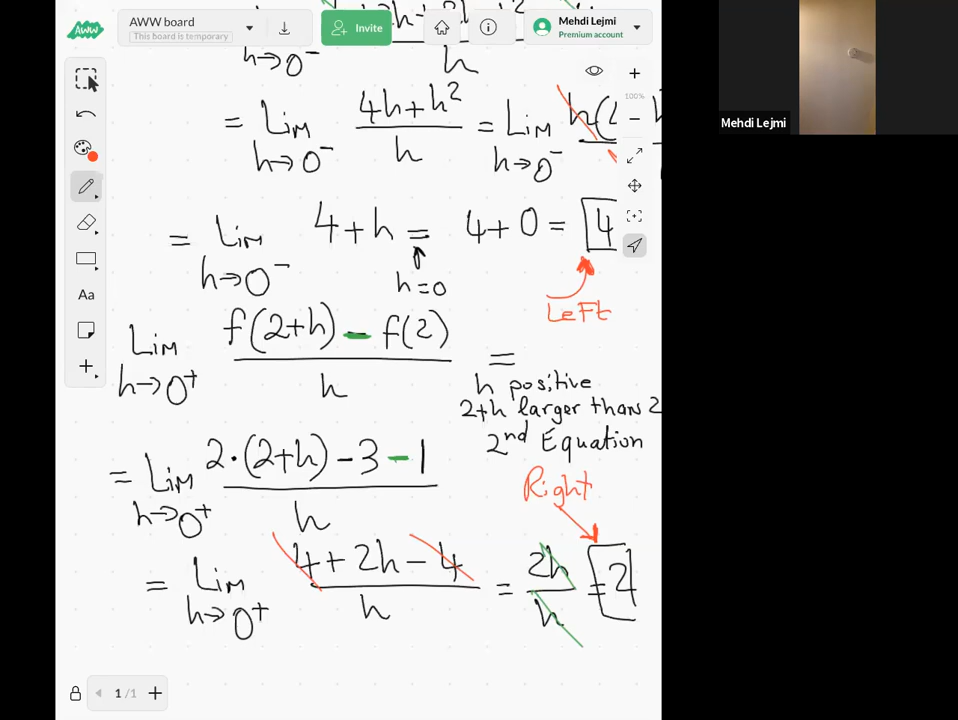 AWW board
This board is temporary
Invite
Mehdi Lejmi
Premium account
h→0⁻
h
100%
= Lim h→0⁻ (4h+h²)/h = Lim h→0⁻ h(
= Lim h→0⁻ 4+h = 4+0 = 4
h=0
Left
Lim h→0⁺ (f(2+h) - f(2))/h =
h positive
2+h larger than 2
2nd Equation
= Lim h→0⁺ (2·(2+h) - 3 - 1)/h
Right
= Lim h→0⁺ (4+2h-4)/h = 2h/h = 2
Aa
1/1
Mehdi Lejmi